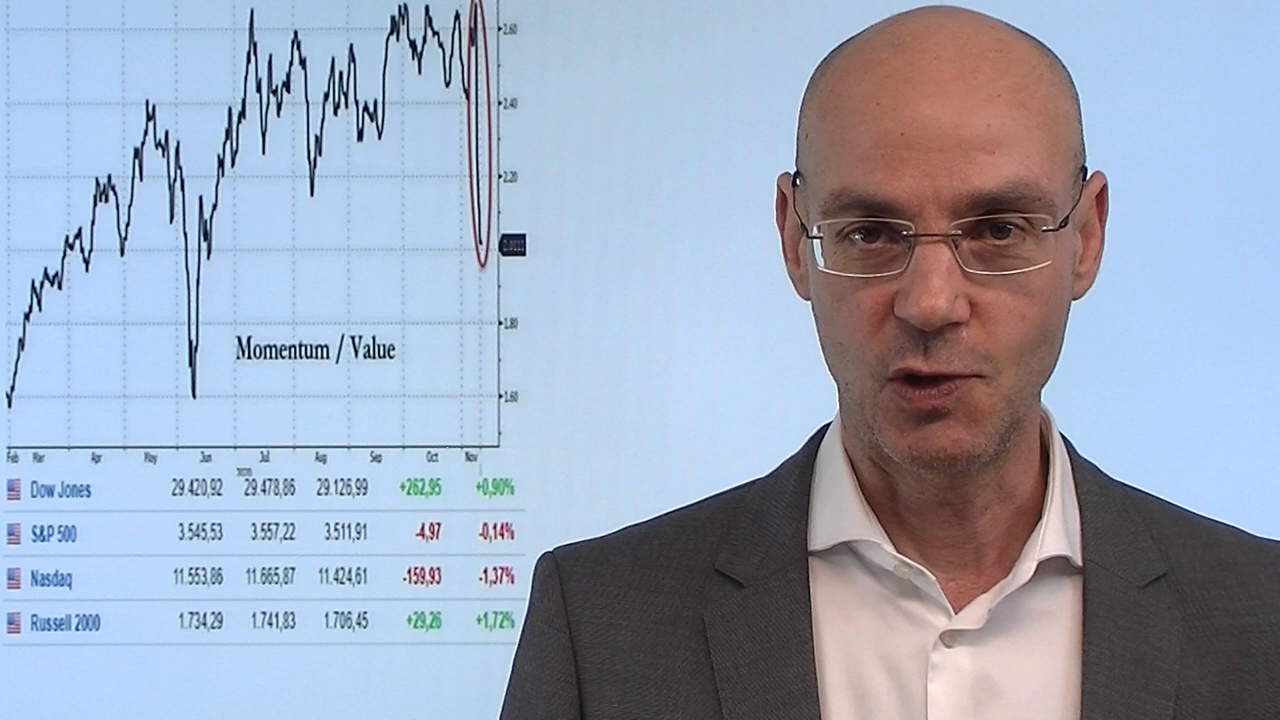 2.60
2.40
2.20
1.80
1.60
Momentum / Value
Feb Mar Apr May Jun Jul Aug Sep Oct Nov
2020
Dow Jones 29.420,92 29.478,86 29.126,99 +262,95 +0,90%
S&P 500 3.545,53 3.557,22 3.511,91 -4,97 -0,14%
Nasdaq 11.553,86 11.665,87 11.424,61 -159,93 -1,37%
Russell 2000 1.734,29 1.741,83 1.706,45 +29,26 +1,72%